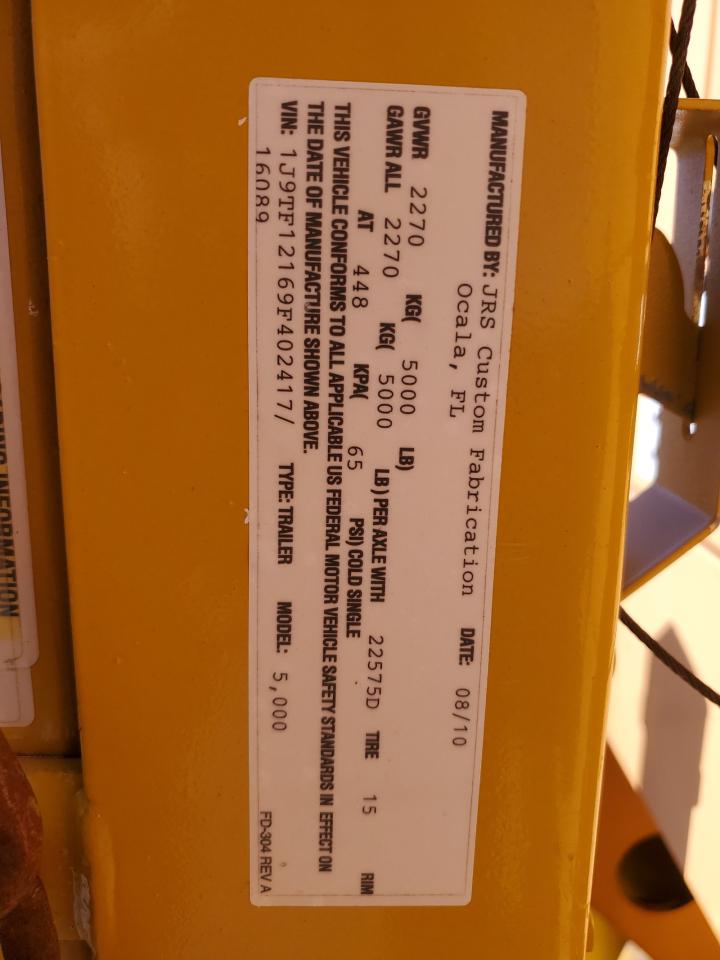 MANUFACTURED BY: JRS Custom Fabrication DATE: 08/10
Ocala, FL
GVWR 2270 KG( 5000 LB)
GAWR ALL 2270 KG( 5000 LB) PER AXLE WITH 22575D TIRE 15 RIM
AT 448 KPA( 65 PSI) COLD SINGLE
THIS VEHICLE CONFORMS TO ALL APPLICABLE US FEDERAL MOTOR VEHICLE SAFETY STANDARDS IN EFFECT ON
THE DATE OF MANUFACTURE SHOWN ABOVE.
VIN: 1J9TF12169F402417/ TYPE: TRAILER MODEL: 5,000
16089
FD-304 REV A
INFORMATION